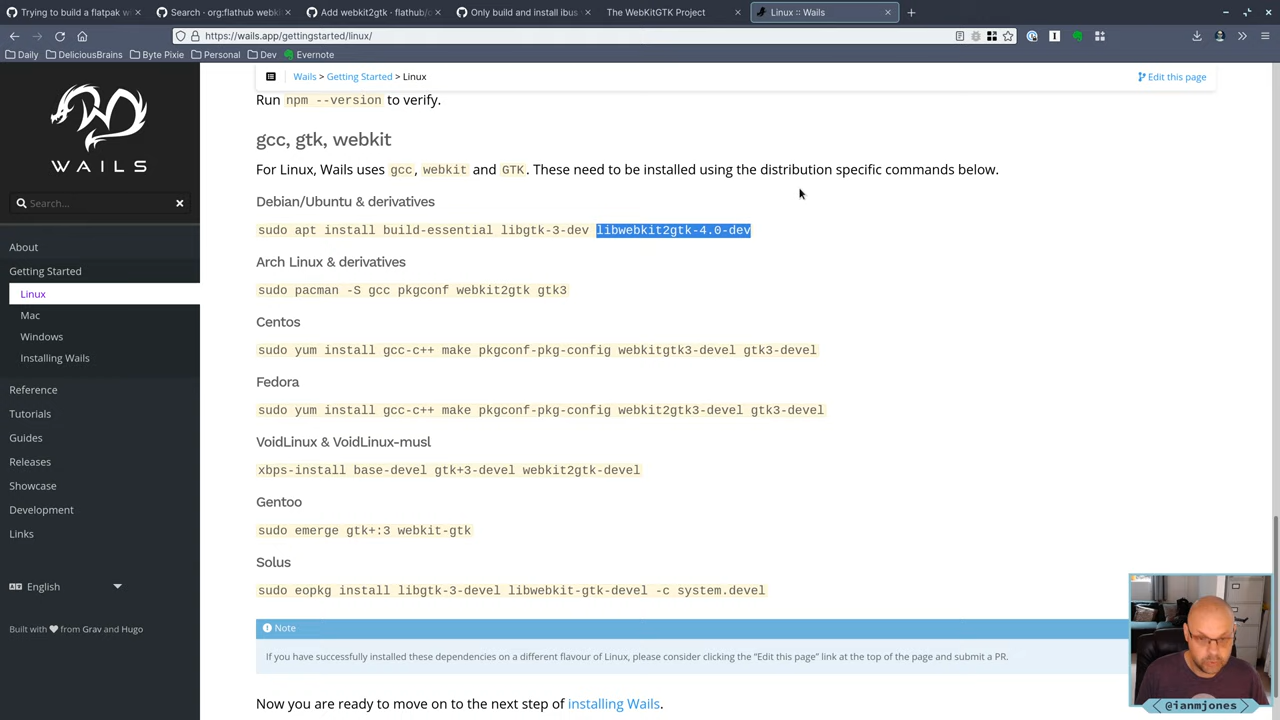 Trying to build a flatpak w
Search · org:flathub webki
Add webkit2gtk · flathub/c
Only build and install ibus
The WebKitGTK Project
Linux :: Wails
https://wails.app/gettingstarted/linux/
Daily
DeliciousBrains
Byte Pixie
Personal
Dev
Evernote
WAILS
Search...
About
Getting Started
Linux
Mac
Windows
Installing Wails
Reference
Tutorials
Guides
Releases
Showcase
Development
Links
English
Built with ❤ from Grav and Hugo
Wails > Getting Started > Linux
Edit this page
Run npm --version to verify.
gcc, gtk, webkit
For Linux, Wails uses gcc, webkit and GTK. These need to be installed using the distribution specific commands below.
Debian/Ubuntu & derivatives
sudo apt install build-essential libgtk-3-dev libwebkit2gtk-4.0-dev
Arch Linux & derivatives
sudo pacman -S gcc pkgconf webkit2gtk gtk3
Centos
sudo yum install gcc-c++ make pkgconf-pkg-config webkitgtk3-devel gtk3-devel
Fedora
sudo yum install gcc-c++ make pkgconf-pkg-config webkit2gtk3-devel gtk3-devel
VoidLinux & VoidLinux-musl
xbps-install base-devel gtk+3-devel webkit2gtk-devel
Gentoo
sudo emerge gtk+:3 webkit-gtk
Solus
sudo eopkg install libgtk-3-devel libwebkit-gtk-devel -c system.devel
Note
If you have successfully installed these dependencies on a different flavour of Linux, please consider clicking the “Edit this page” link at the top of the page and submit a PR.
Now you are ready to move on to the next step of installing Wails.
@ianmjones